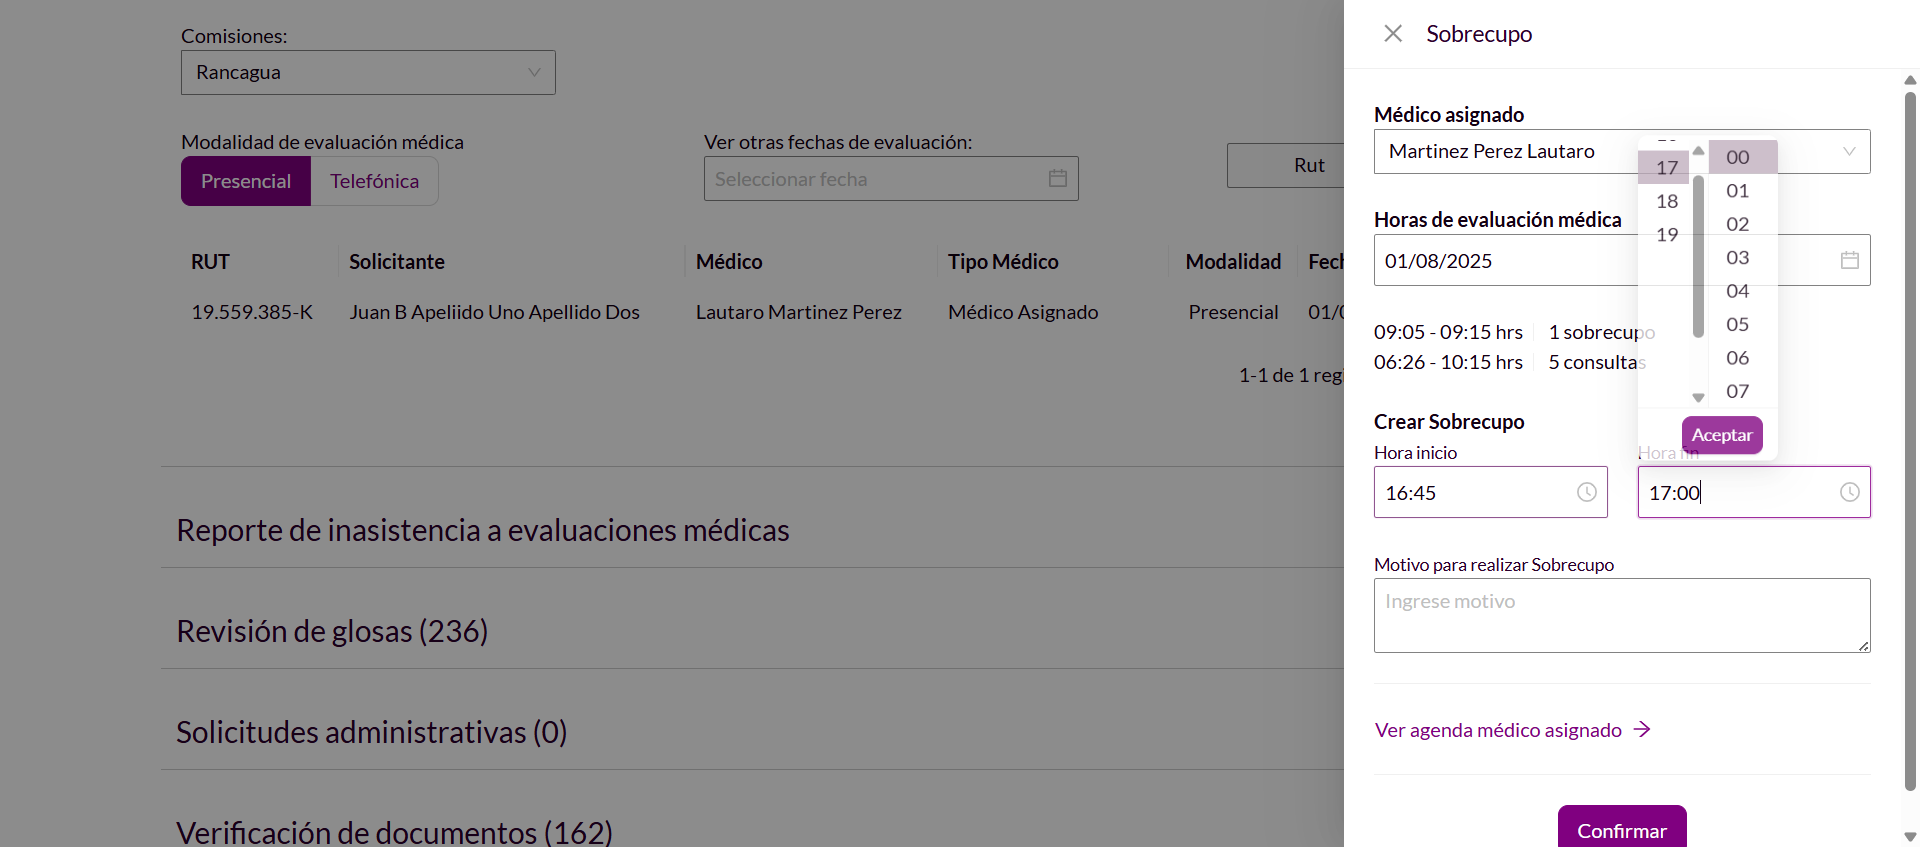 Comisiones:
Rancagua
Modalidad de evaluación médica
Presencial
Telefónica
Ver otras fechas de evaluación:
Seleccionar fecha
Rut
RUT
Solicitante
Médico
Tipo Médico
Modalidad
Fech
19.559.385-K
Juan B Apeliido Uno Apellido Dos
Lautaro Martinez Perez
Médico Asignado
Presencial
01/0
1-1 de 1 regi
Reporte de inasistencia a evaluaciones médicas
Revisión de glosas (236)
Solicitudes administrativas (0)
Verificación de documentos (162)
Sobrecupo
Médico asignado
Martinez Perez Lautaro
Horas de evaluación médica
01/08/2025
09:05 - 09:15 hrs
1 sobrecupo
06:26 - 10:15 hrs
5 consultas
17
18
19
00
01
02
03
04
05
06
07
Aceptar
Crear Sobrecupo
Hora inicio
16:45
Hora fin
17:00
Motivo para realizar Sobrecupo
Ingrese motivo
Ver agenda médico asignado
Confirmar